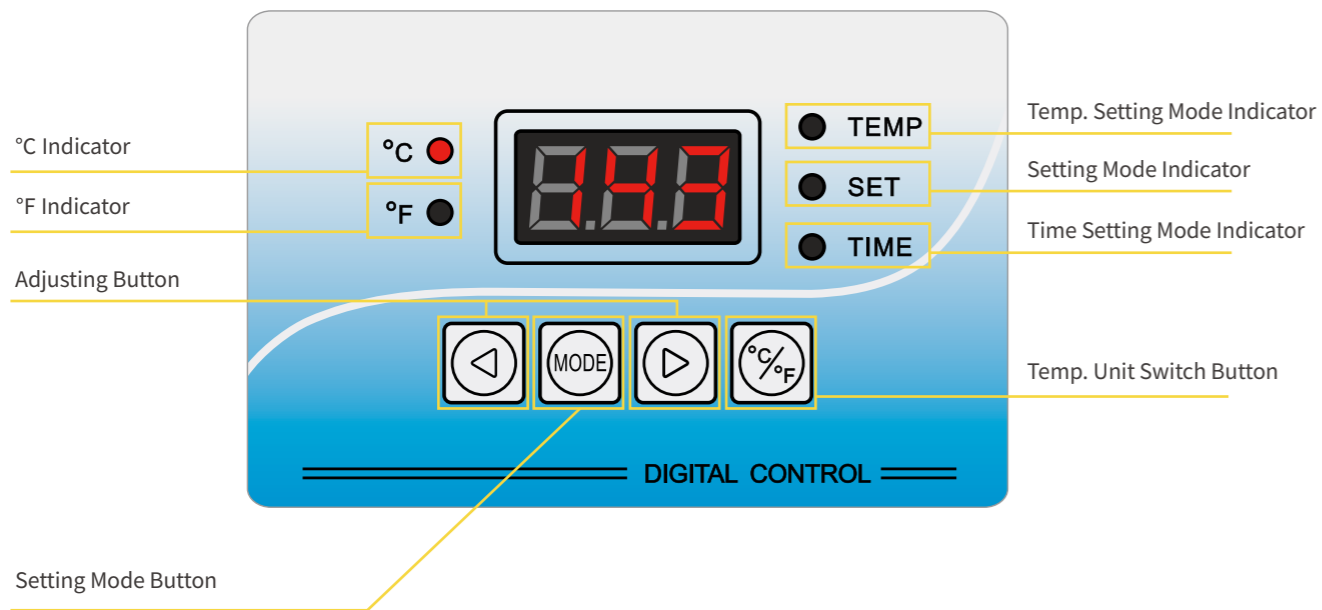 °C Indicator
°F Indicator
Adjusting Button
Setting Mode Button
°C
°F
143
TEMP
SET
TIME
MODE
°C/°F
DIGITAL CONTROL
Temp. Setting Mode Indicator
Setting Mode Indicator
Time Setting Mode Indicator
Temp. Unit Switch Button